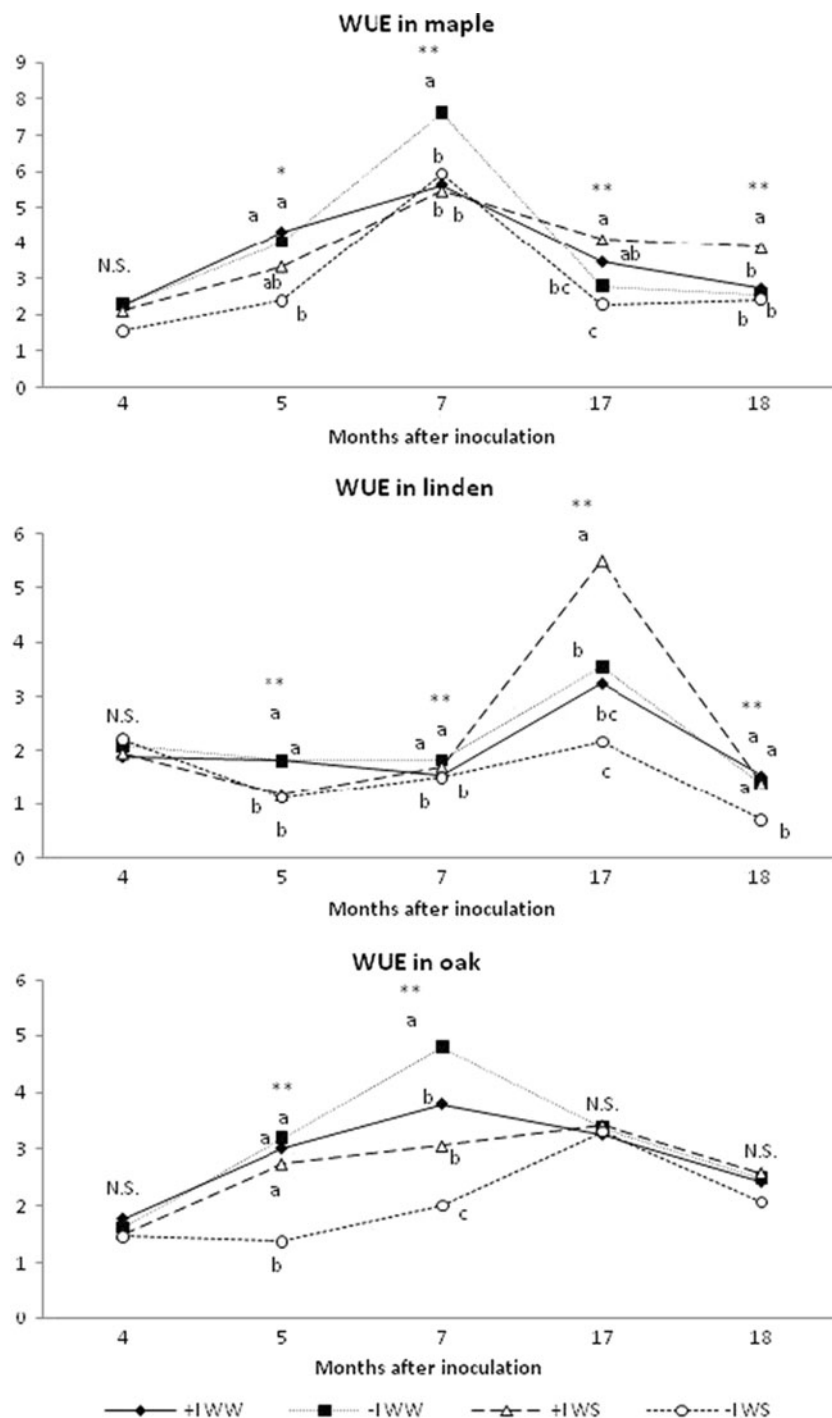 WUE in maple
**
9
8
a
7
*
b
**
**
6
a
a
a
a
5
N.S.
b
b
ab
b
4
3
ab
bc
b
b
2
b
c
1
0
4
5
7
17
18
Months after inoculation
WUE in linden
**
6
a
5
4
**
**
b
**
3
N.S.
a
a
bc
a
a
2
a
a
a
b
b
b
c
1
b
b
0
4
5
7
17
18
Months after inoculation
WUE in oak
6
**
a
5
**
4
a
b
N.S.
N.S.
3
a
b
N.S.
a
2
c
1
b
0
4
5
7
17
18
Months after inoculation
+I WW
-I WW
+I WS
-I WS